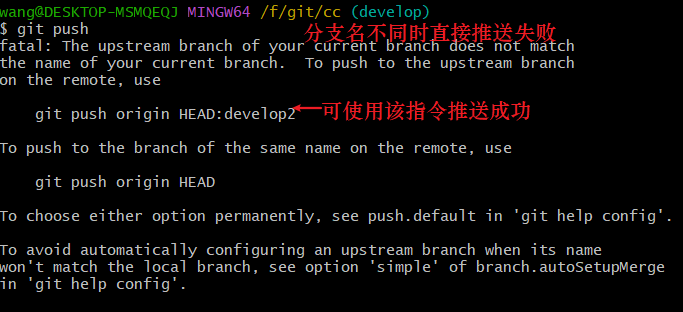 wang@DESKTOP-MSMQEQJ MINGW64 /f/git/cc (develop)
$ git push
分支名不同时直接推送失败
fatal: The upstream branch of your current branch does not match
the name of your current branch.  To push to the upstream branch
on the remote, use
git push origin HEAD:develop2
可使用该指令推送成功
To push to the branch of the same name on the remote, use
git push origin HEAD
To choose either option permanently, see push.default in 'git help config'.
To avoid automatically configuring an upstream branch when its name
won't match the local branch, see option 'simple' of branch.autoSetupMerge
in 'git help config'.